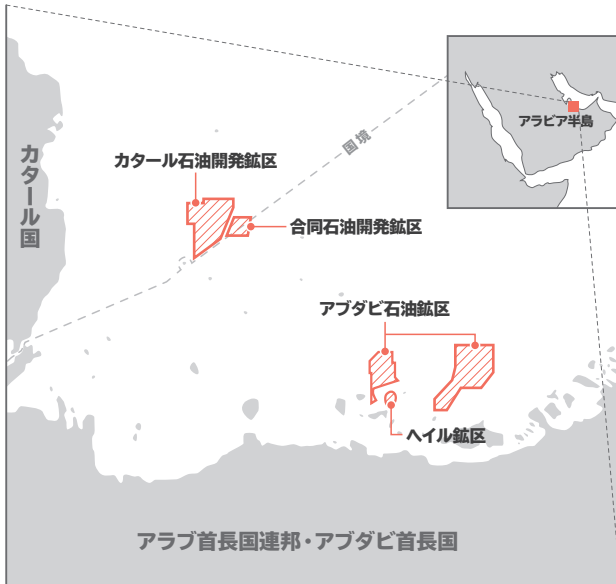 アラビア半島
国境
カタール石油開発鉱区
カタール国
合同石油開発鉱区
アブダビ石油鉱区
ヘイル鉱区
アラブ首長国連邦・アブダビ首長国